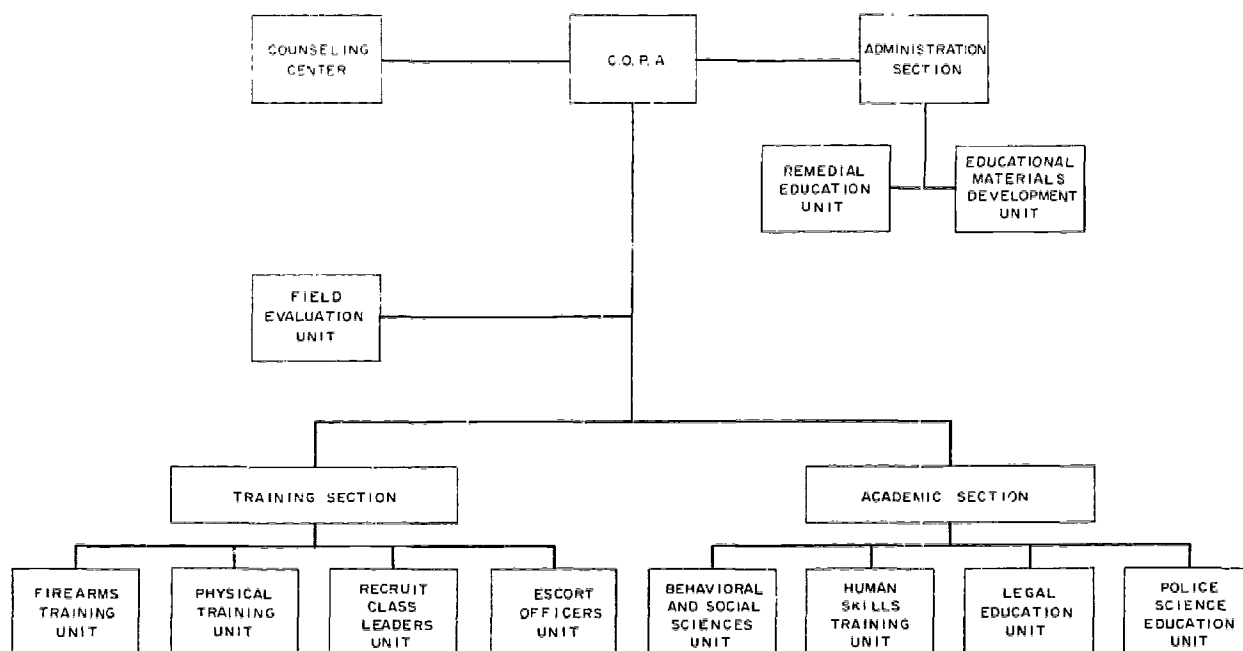 COUNSELING
CENTER
C.O.P.A
ADMINISTRATION
SECTION
REMEDIAL
EDUCATION
UNIT
EDUCATIONAL
MATERIALS
DEVELOPMENT
UNIT
FIELD
EVALUATION
UNIT
TRAINING SECTION
ACADEMIC SECTION
FIREARMS
TRAINING
UNIT
PHYSICAL
TRAINING
UNIT
RECRUIT
CLASS
LEADERS
UNIT
ESCORT
OFFICERS
UNIT
BEHAVIORAL
AND SOCIAL
SCIENCES
UNIT
HUMAN
SKILLS
TRAINING
UNIT
LEGAL
EDUCATION
UNIT
POLICE
SCIENCE
EDUCATION
UNIT